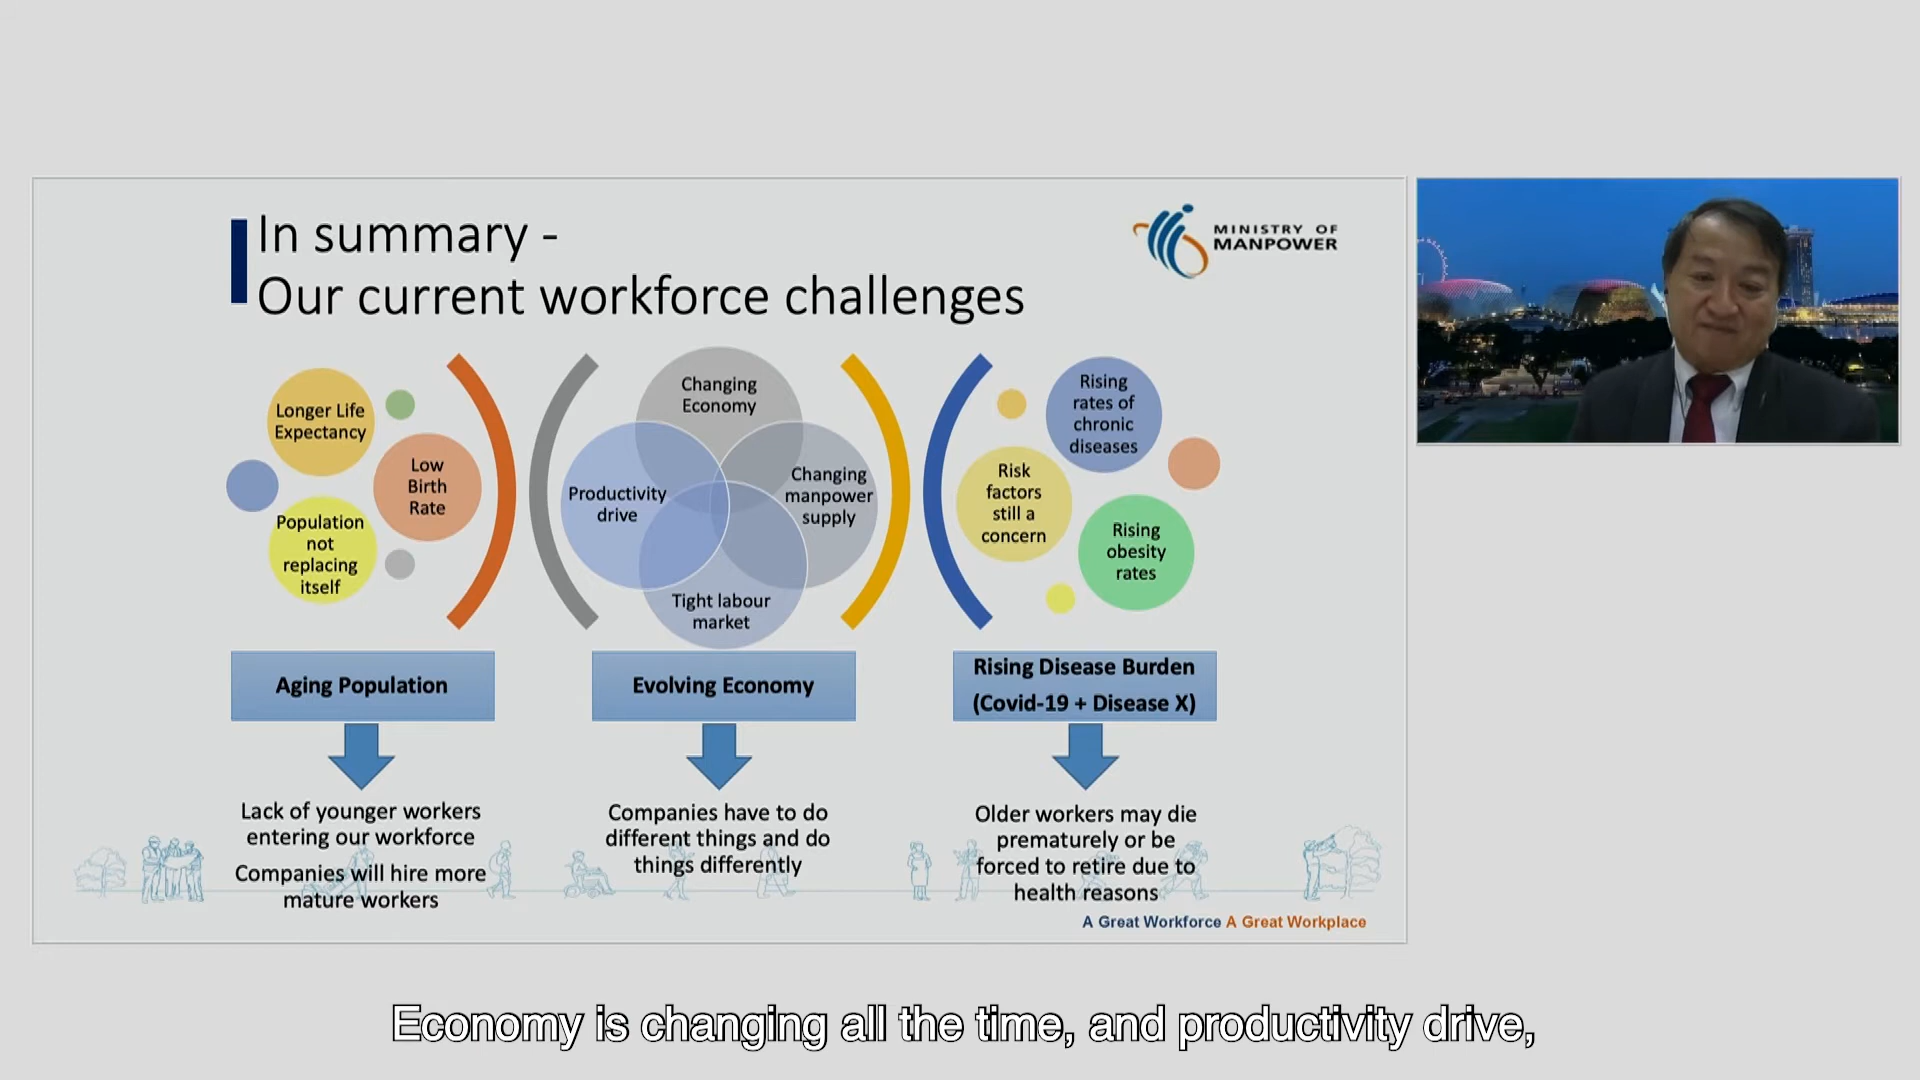 In summary -
Our current workforce challenges
MINISTRY OF
MANPOWER
Longer Life
Expectancy
Low
Birth
Rate
Population
not
replacing
itself
Changing
Economy
Productivity
drive
Changing
manpower
supply
Tight labour
market
Rising
rates of
chronic
diseases
Risk
factors
still a
concern
Rising
obesity
rates
Aging Population
Evolving Economy
Rising Disease Burden
(Covid-19 + Disease X)
Lack of younger workers
entering our workforce
Companies will hire more
mature workers
Companies have to do
different things and do
things differently
Older workers may die
prematurely or be
forced to retire due to
health reasons
A Great Workforce A Great Workplace
Economy is changing all the time, and productivity drive,